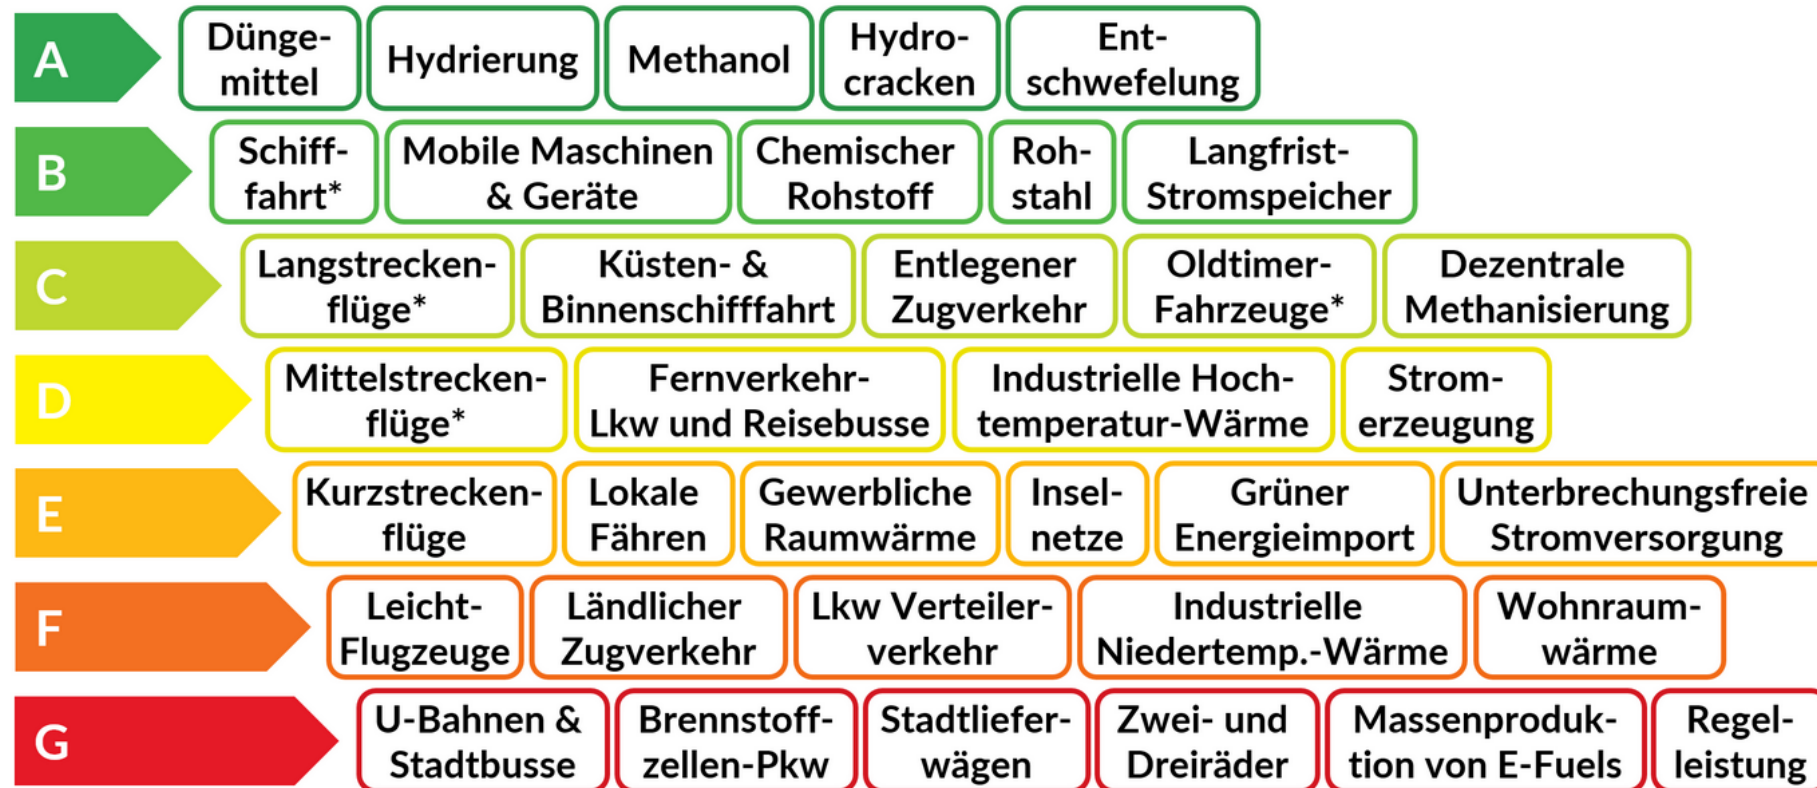 A
Dünge-
mittel
Hydrierung
Methanol
Hydro-
cracken
Ent-
schwefelung
B
Schiff-
fahrt*
Mobile Maschinen
& Geräte
Chemischer
Rohstoff
Roh-
stahl
Langfrist-
Stromspeicher
C
Langstrecken-
flüge*
Küsten- &
Binnenschifffahrt
Entlegener
Zugverkehr
Oldtimer-
Fahrzeuge*
Dezentrale
Methanisierung
D
Mittelstrecken-
flüge*
Fernverkehr-
Lkw und Reisebusse
Industrielle Hoch-
temperatur-Wärme
Strom-
erzeugung
E
Kurzstrecken-
flüge
Lokale
Fähren
Gewerbliche
Raumwärme
Insel-
netze
Grüner
Energieimport
Unterbrechungsfreie
Stromversorgung
F
Leicht-
Flugzeuge
Ländlicher
Zugverkehr
Lkw Verteiler-
verkehr
Industrielle
Niedertemp.-Wärme
Wohnraum-
wärme
G
U-Bahnen &
Stadtbusse
Brennstoff-
zellen-Pkw
Stadtliefer-
wägen
Zwei- und
Dreiräder
Massenproduk-
tion von E-Fuels
Regel-
leistung